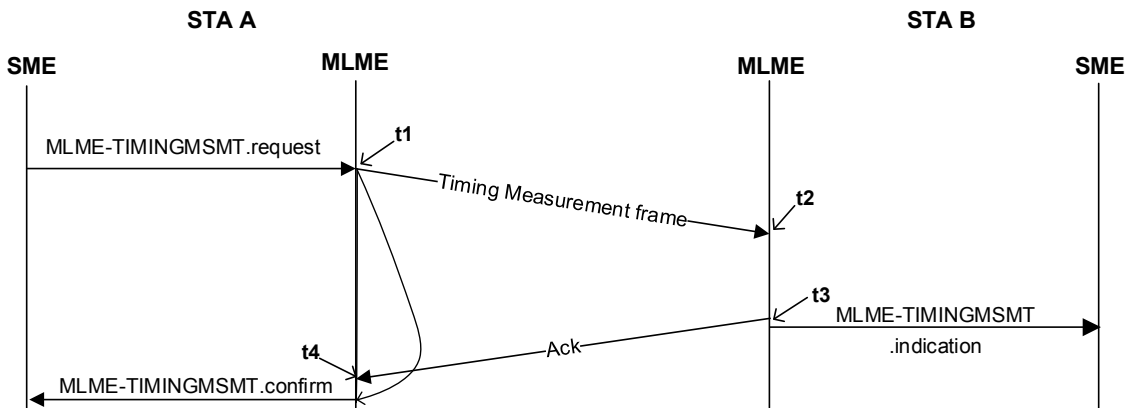 STA A
STA B
SME
MLME
MLME
SME
MLME-TIMINGMSMT.request
t1
Timing Measurement frame
t2
t3
MLME-TIMINGMSMT
.indication
Ack
t4
MLME-TIMINGMSMT.confirm